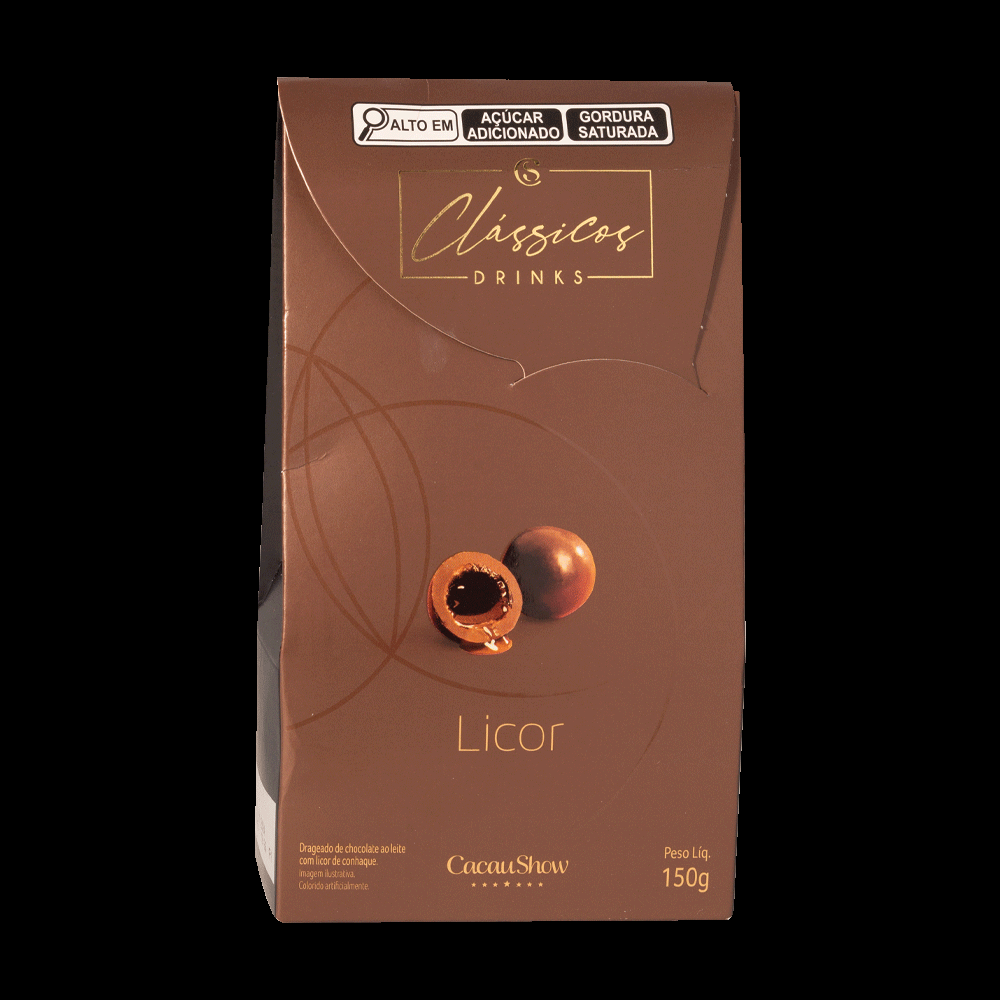 ALTO EM
AÇÚCAR
ADICIONADO
GORDURA
SATURADA
Clássicos
DRINKS
Licor
Drageado de chocolate ao leite
com licor de conhaque.
Imagem ilustrativa.
Colorido artificialmente.
CacauShow
Peso Líq.
150g